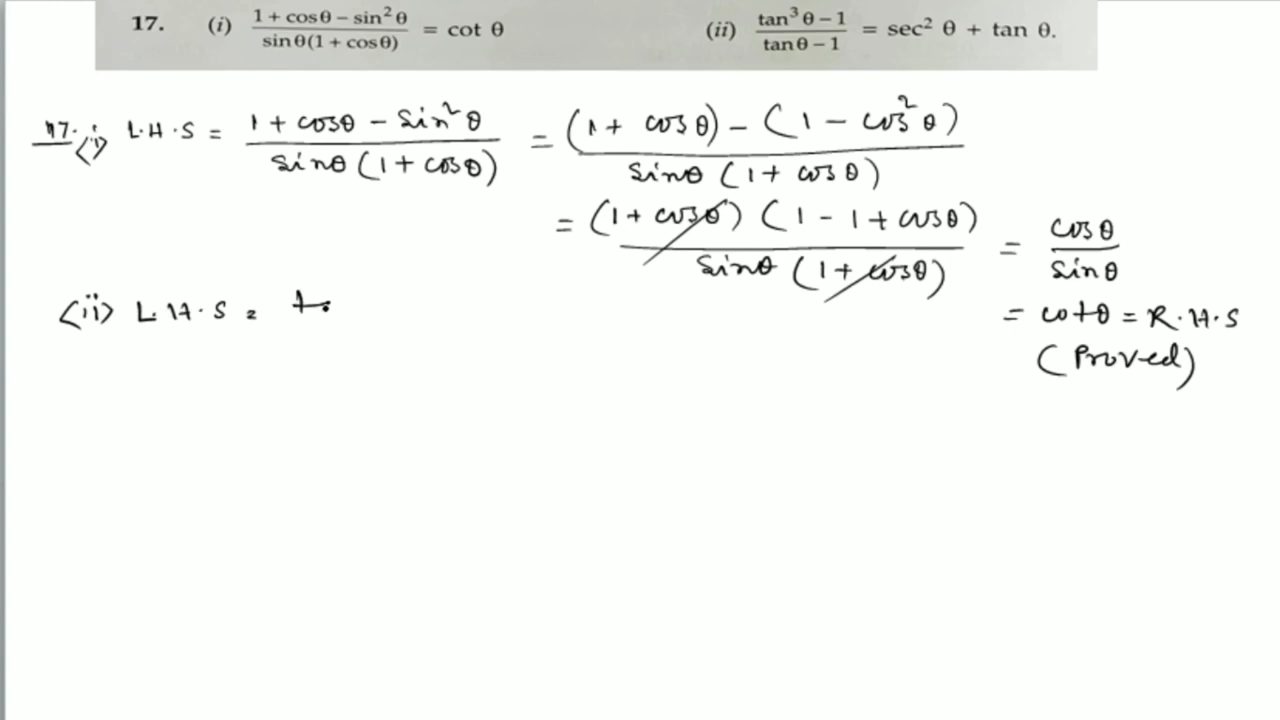 17. (i) (1 + cosθ – sin²θ)/(sinθ(1 + cosθ)) = cot θ (ii) (tan³θ – 1)/(tanθ – 1) = sec² θ + tan θ.
17. (i) L.H.S = (1 + cosθ - sin²θ)/(sinθ (1 + cosθ)) = ((1 + cosθ) - (1 - cos²θ))/(sinθ (1 + cosθ))
= ((1 + cosθ) (1 - 1 + cosθ))/(sinθ (1 + cosθ)) = cosθ/sinθ
= cotθ = R.H.S
(Proved)
(ii) L.H.S = t